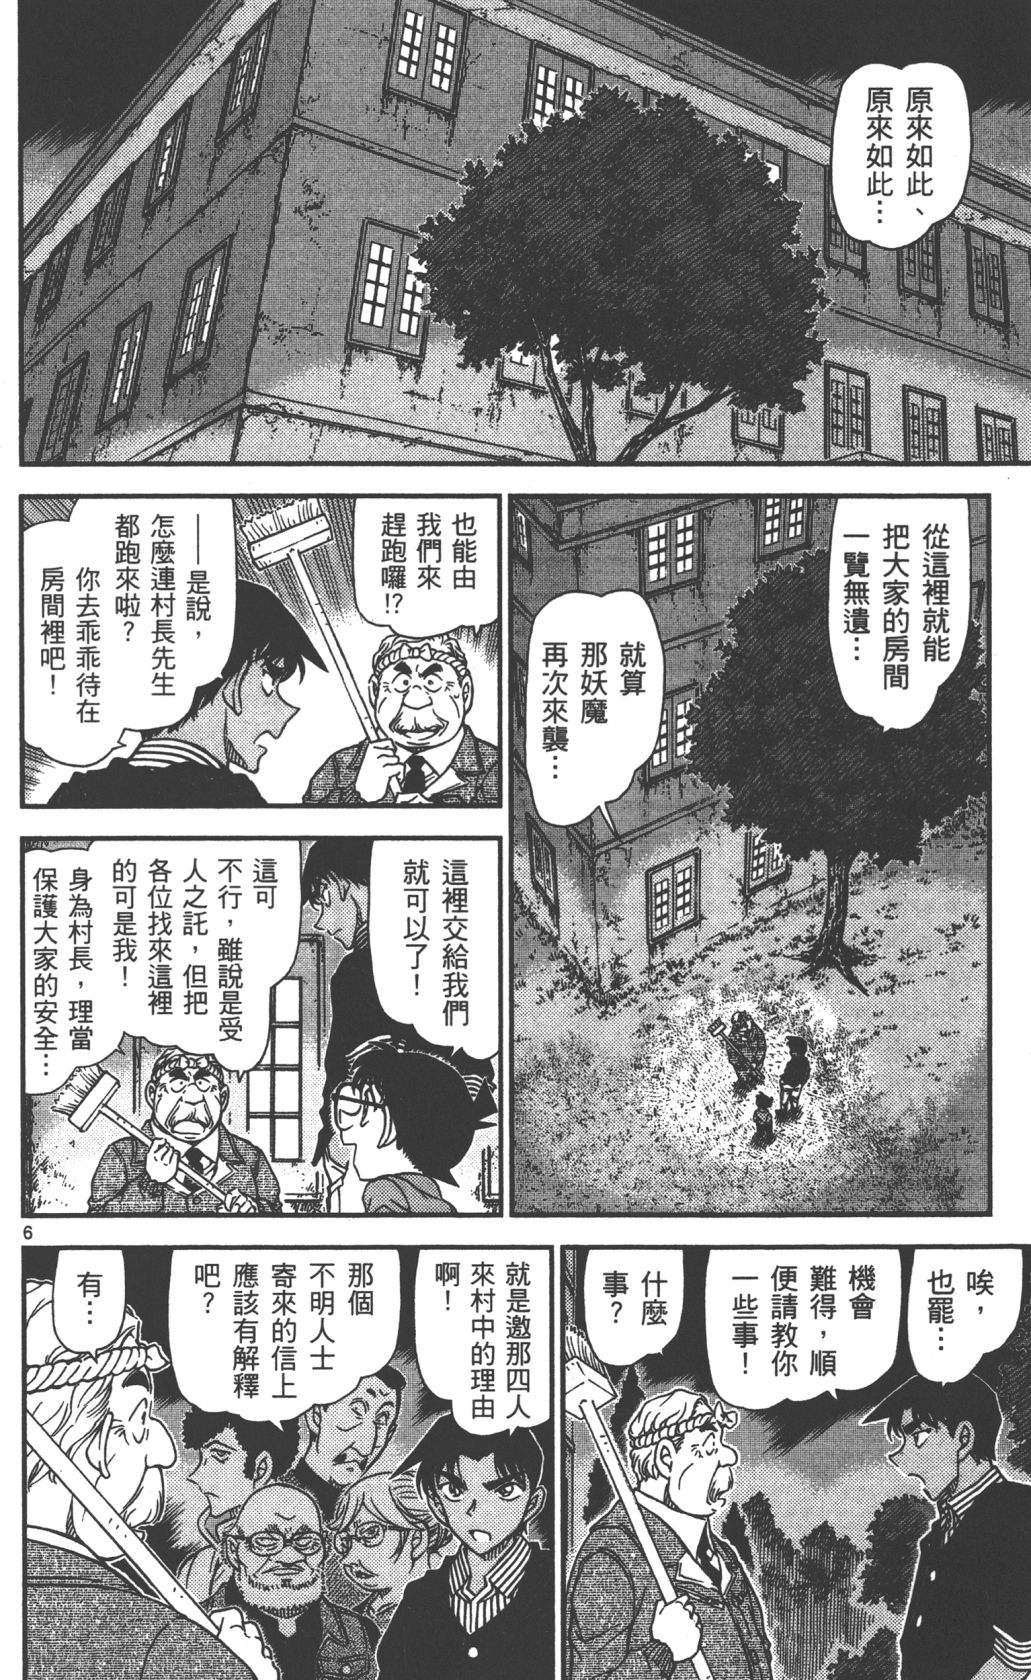 原來如此、
原來如此…
從這裡就能
把大家的房間
一覽無遺…
就算
那妖魔
再次來襲…
也能由
我們來
趕跑囉!?
——是說，
怎麼連村長先生
都跑來啦?
你去乖乖待在
房間裡吧!
這裡交給我們
就可以了!
這可
不行，雖說是受
人之託，但把
各位找來這裡
的可是我!
身為村長，理當
保護大家的安全…
6
唉，
也罷…
機會
難得，順
便請教你
一些事!
什麼
事?
就是邀那四人
來村中的理由
啊!
那個
不明人士
寄來的信上
應該有解釋
吧?
有…